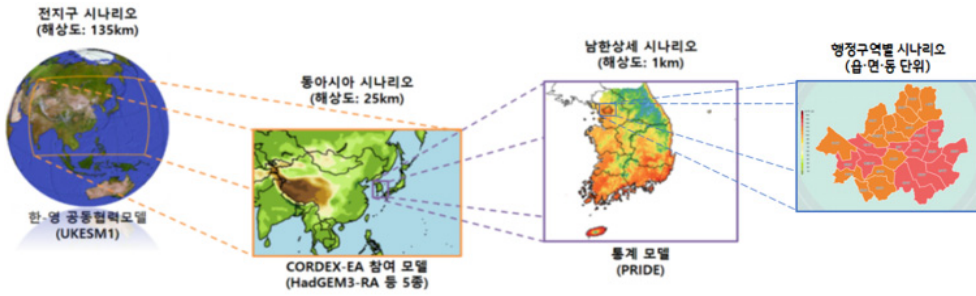 전지구 시나리오
(해상도: 135km)
한-영 공동협력모델
(UKESM1)
동아시아 시나리오
(해상도: 25km)
CORDEX-EA 참여 모델
(HadGEM3-RA 등 5종)
남한상세 시나리오
(해상도: 1km)
통계 모델
(PRIDE)
행정구역별 시나리오
(읍·면·동 단위)